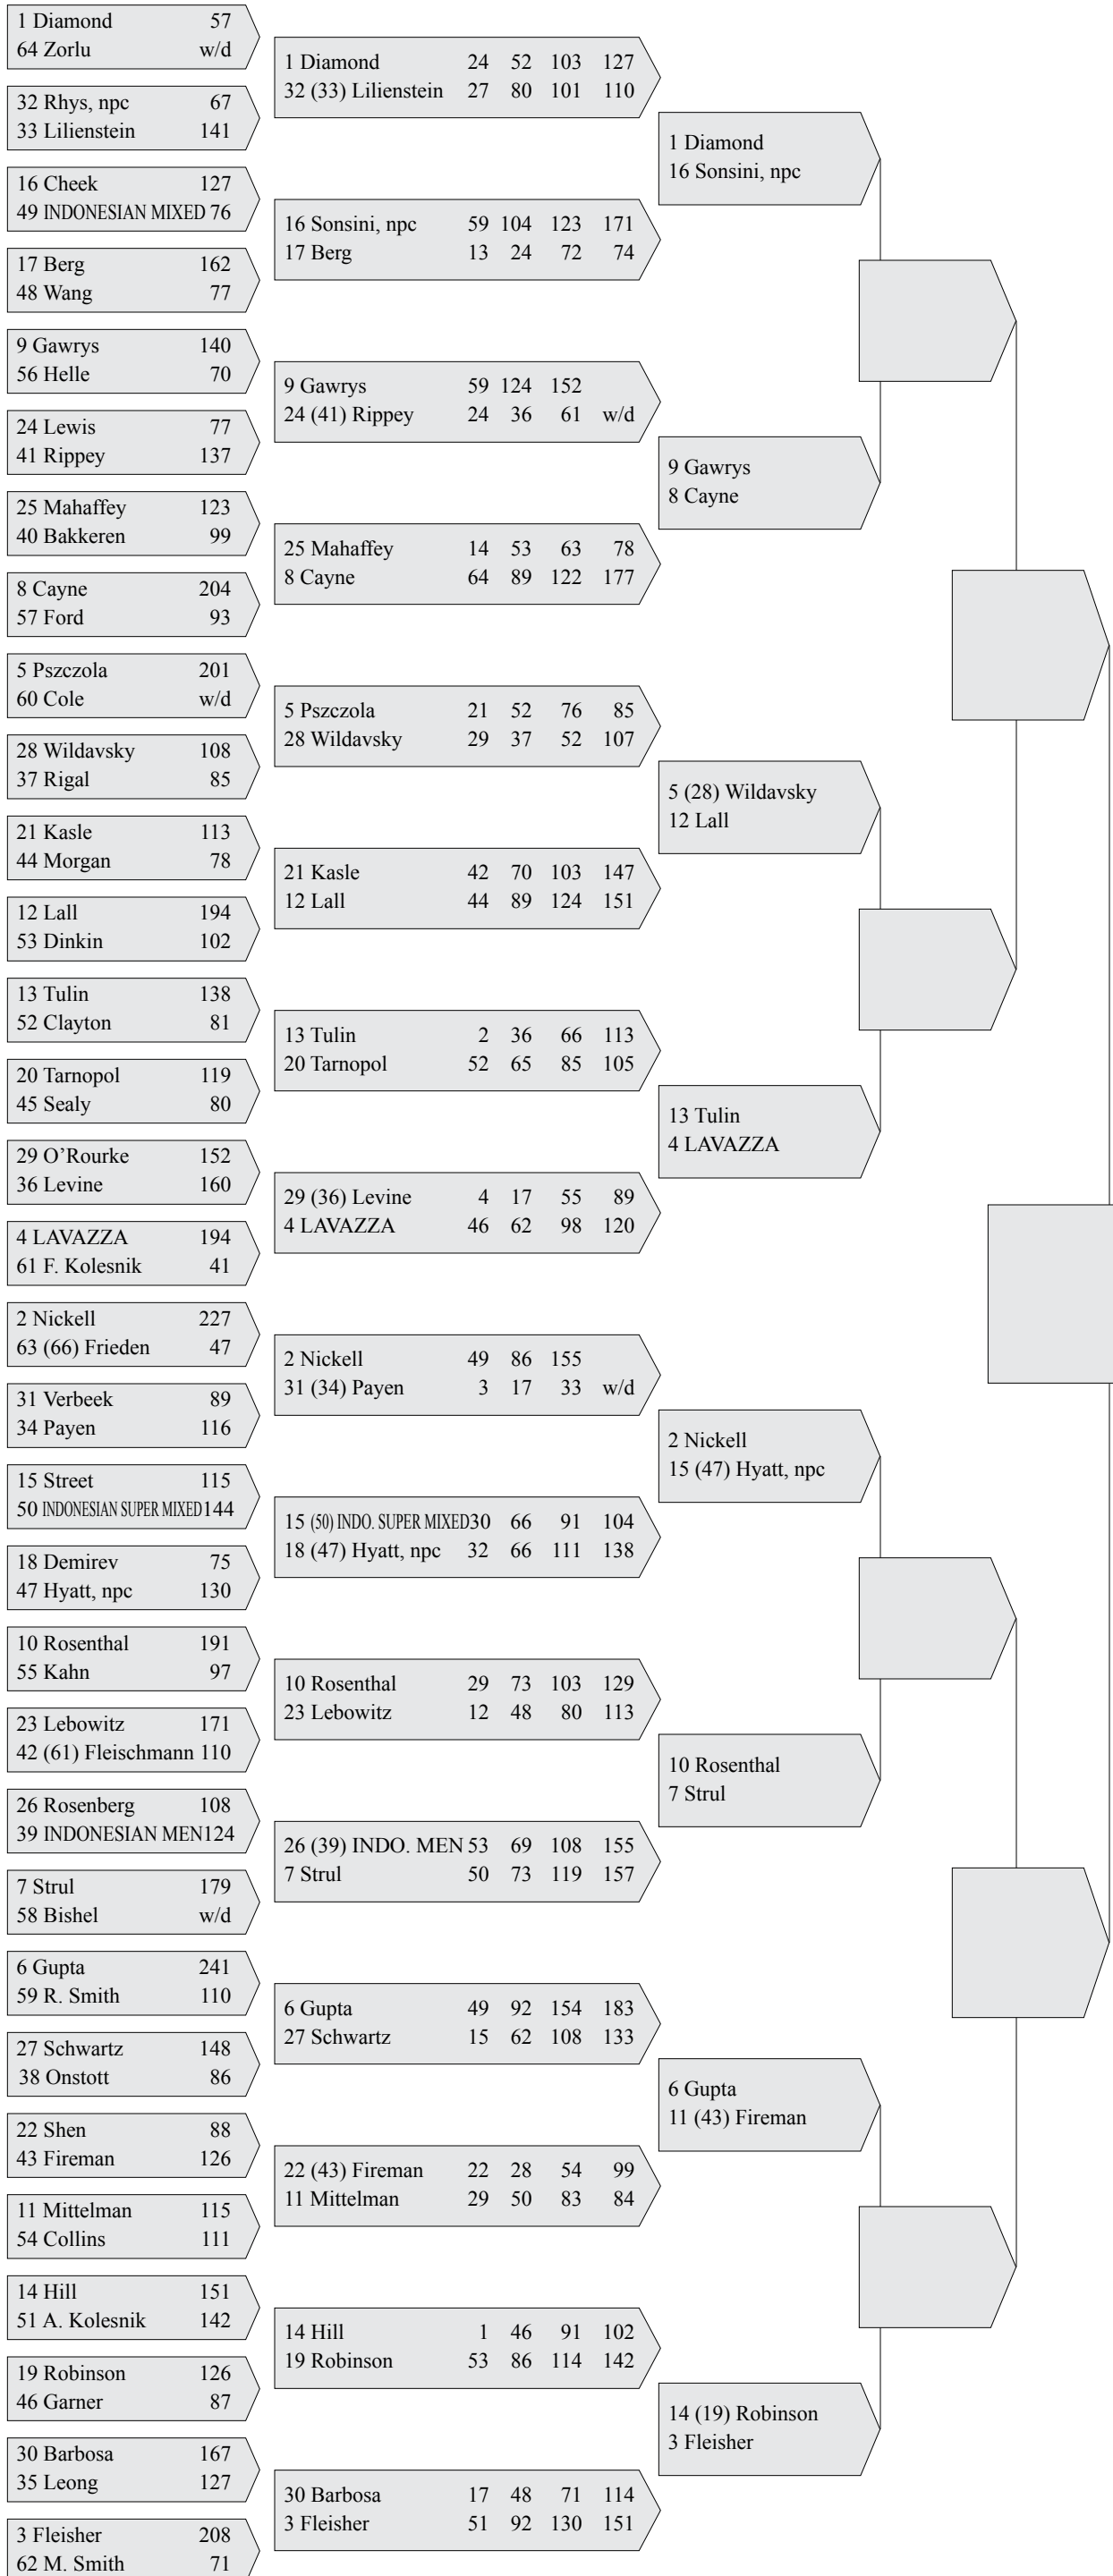 1 Diamond 57
64 Zorlu w/d
32 Rhys, npc 67
33 Lilienstein 141
16 Cheek 127
49 INDONESIAN MIXED 76
17 Berg 162
48 Wang 77
9 Gawrys 140
56 Helle 70
24 Lewis 77
41 Rippey 137
25 Mahaffey 123
40 Bakkeren 99
8 Cayne 204
57 Ford 93
5 Pszczola 201
60 Cole w/d
28 Wildavsky 108
37 Rigal 85
21 Kasle 113
44 Morgan 78
12 Lall 194
53 Dinkin 102
13 Tulin 138
52 Clayton 81
20 Tarnopol 119
45 Sealy 80
29 O’Rourke 152
36 Levine 160
4 LAVAZZA 194
61 F. Kolesnik 41
2 Nickell 227
63 (66) Frieden 47
31 Verbeek 89
34 Payen 116
15 Street 115
50 INDONESIAN SUPER MIXED 144
18 Demirev 75
47 Hyatt, npc 130
10 Rosenthal 191
55 Kahn 97
23 Lebowitz 171
42 (61) Fleischmann 110
26 Rosenberg 108
39 INDONESIAN MEN 124
7 Strul 179
58 Bishel w/d
6 Gupta 241
59 R. Smith 110
27 Schwartz 148
38 Onstott 86
22 Shen 88
43 Fireman 126
11 Mittelman 115
54 Collins 111
14 Hill 151
51 A. Kolesnik 142
19 Robinson 126
46 Garner 87
30 Barbosa 167
35 Leong 127
3 Fleisher 208
62 M. Smith 71
1 Diamond 24 52 103 127
32 (33) Lilienstein 27 80 101 110
16 Sonsini, npc 59 104 123 171
17 Berg 13 24 72 74
9 Gawrys 59 124 152
24 (41) Rippey 24 36 61 w/d
25 Mahaffey 14 53 63 78
8 Cayne 64 89 122 177
5 Pszczola 21 52 76 85
28 Wildavsky 29 37 52 107
21 Kasle 42 70 103 147
12 Lall 44 89 124 151
13 Tulin 2 36 66 113
20 Tarnopol 52 65 85 105
29 (36) Levine 4 17 55 89
4 LAVAZZA 46 62 98 120
2 Nickell 49 86 155
31 (34) Payen 3 17 33 w/d
15 (50) INDO. SUPER MIXED 30 66 91 104
18 (47) Hyatt, npc 32 66 111 138
10 Rosenthal 29 73 103 129
23 Lebowitz 12 48 80 113
26 (39) INDO. MEN 53 69 108 155
7 Strul 50 73 119 157
6 Gupta 49 92 154 183
27 Schwartz 15 62 108 133
22 (43) Fireman 22 28 54 99
11 Mittelman 29 50 83 84
14 Hill 1 46 91 102
19 Robinson 53 86 114 142
30 Barbosa 17 48 71 114
3 Fleisher 51 92 130 151
1 Diamond
16 Sonsini, npc
9 Gawrys
8 Cayne
5 (28) Wildavsky
12 Lall
13 Tulin
4 LAVAZZA
2 Nickell
15 (47) Hyatt, npc
10 Rosenthal
7 Strul
6 Gupta
11 (43) Fireman
14 (19) Robinson
3 Fleisher